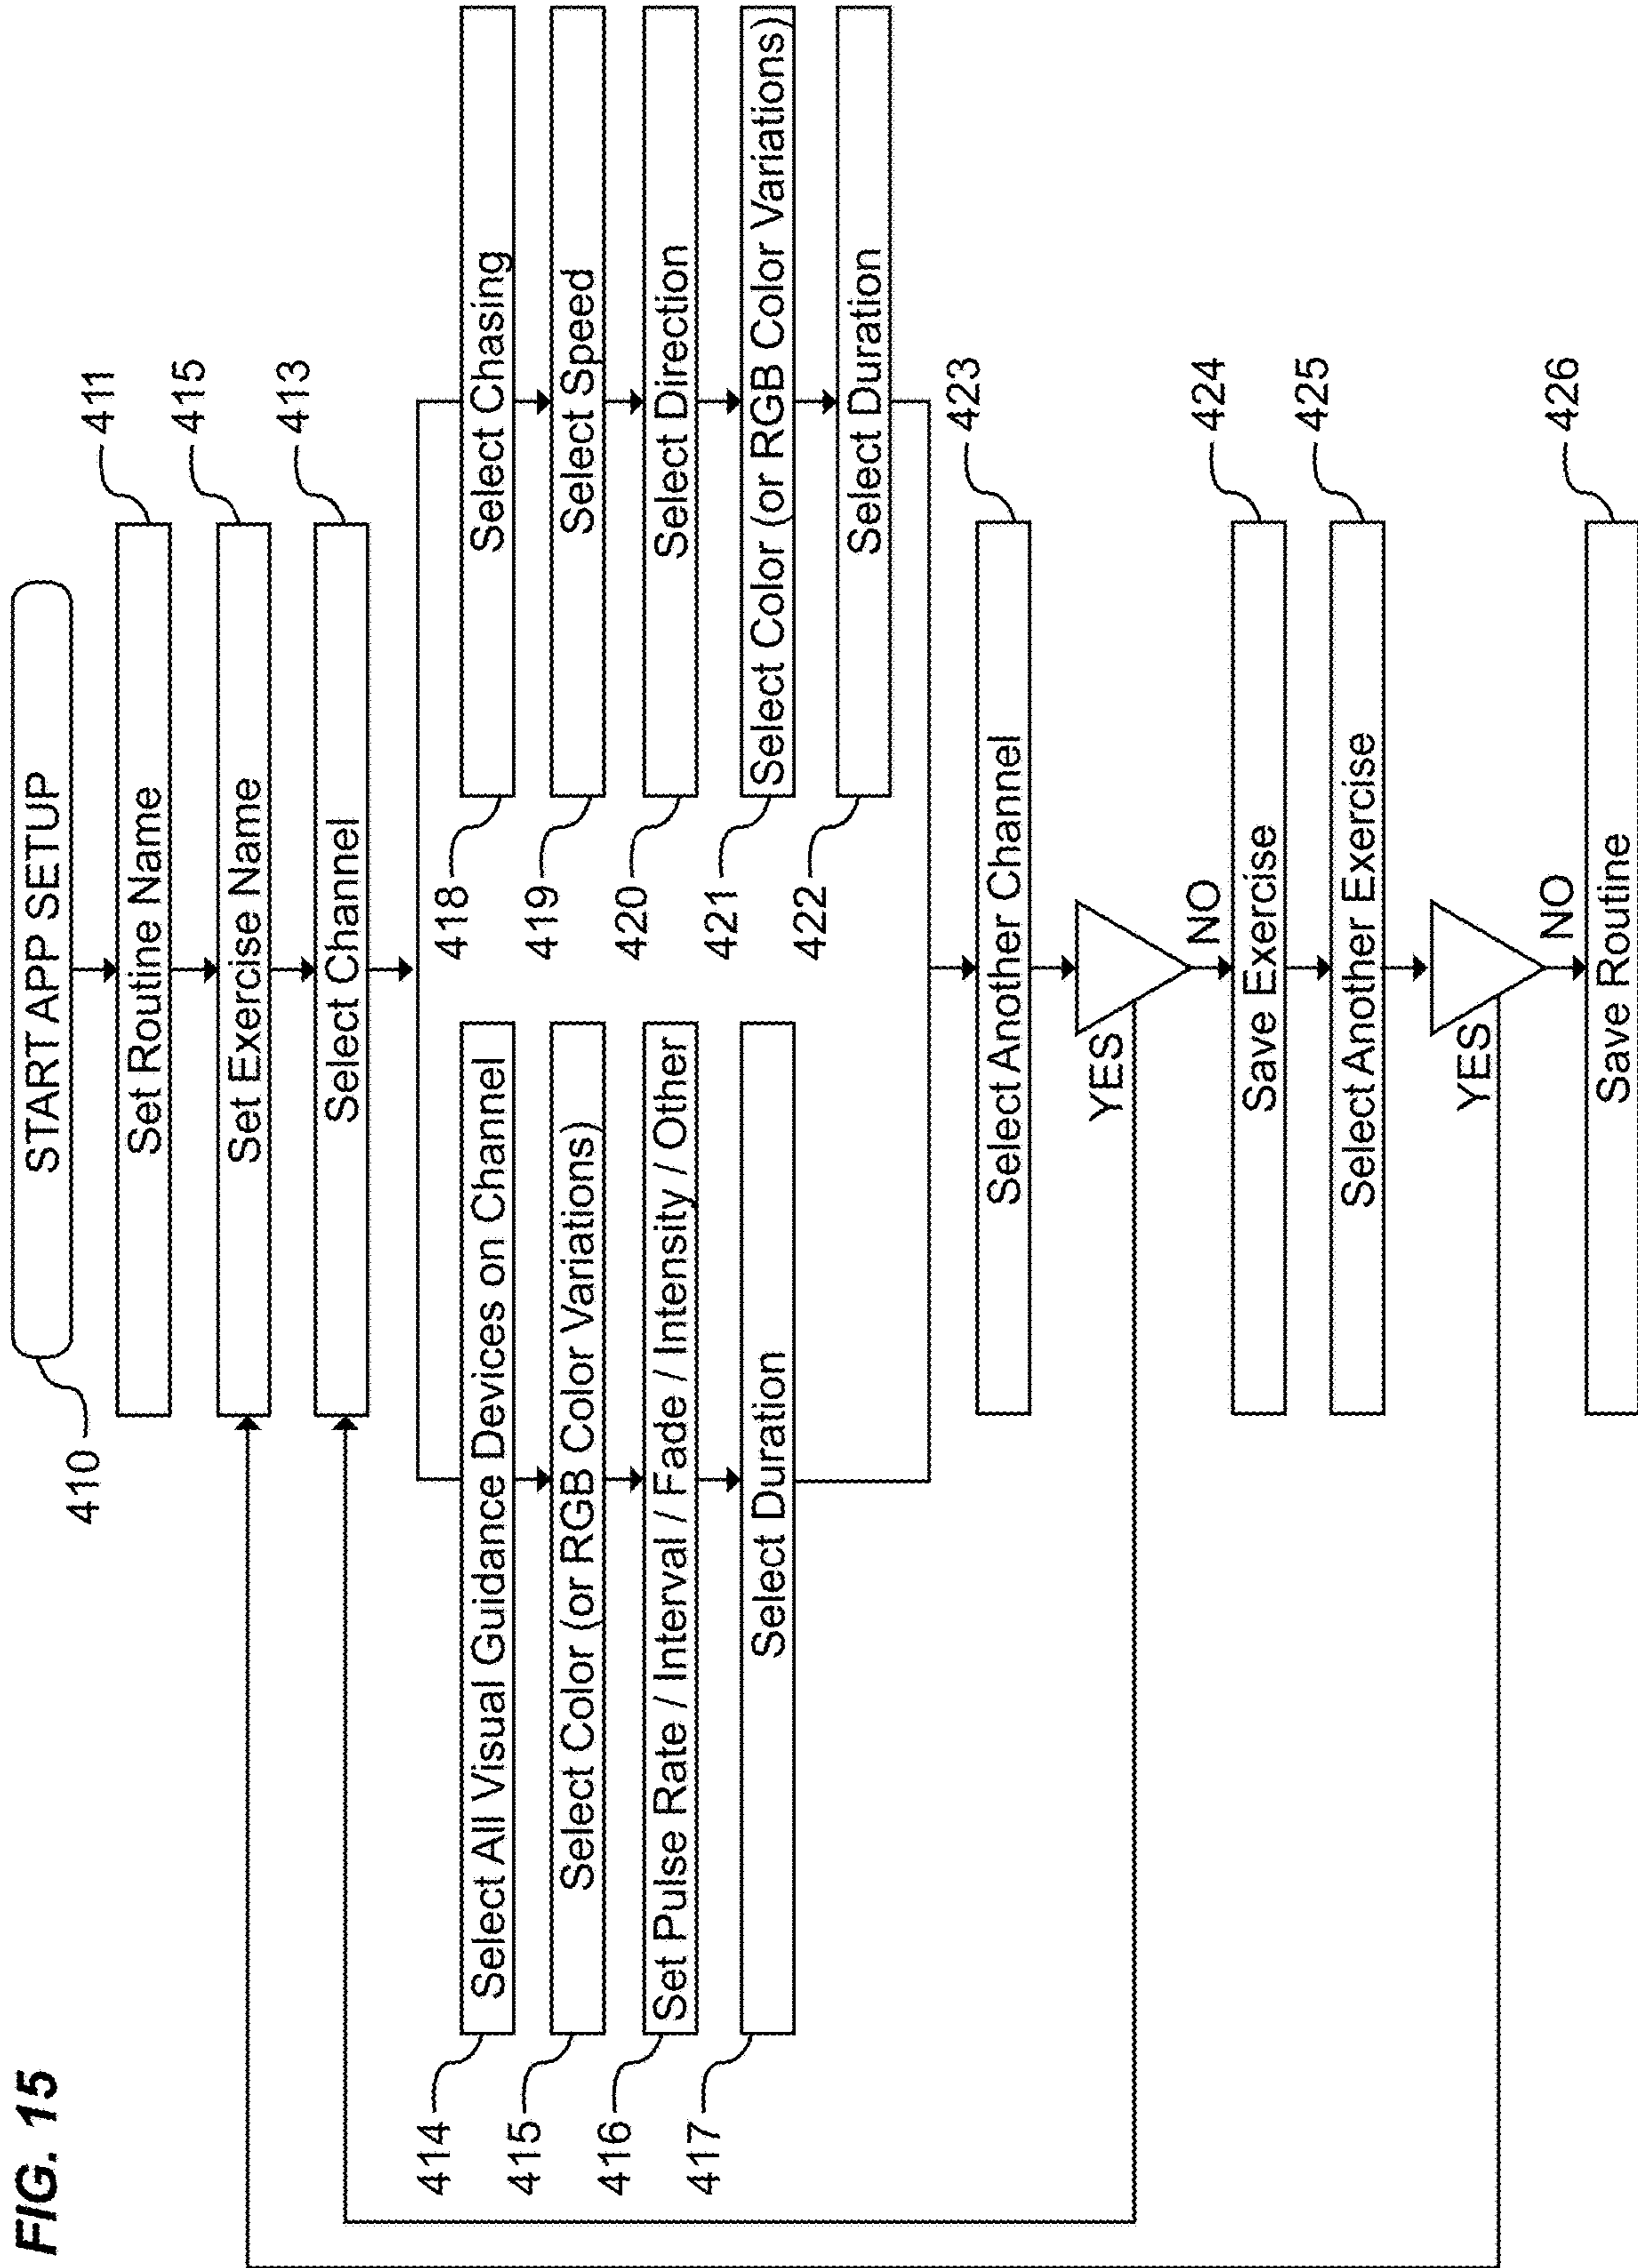 FIG. 15
START APP SETUP
410
Set Routine Name
411
Set Exercise Name
415
Select Channel
413
Select All Visual Guidance Devices on Channel
414
Select Color (or RGB Color Variations)
415
Set Pulse Rate / Interval / Fade / Intensity / Other
416
Select Duration
417
Select Chasing
418
Select Speed
419
Select Direction
420
Select Color (or RGB Color Variations)
421
Select Duration
422
Select Another Channel
423
YES
NO
Save Exercise
424
Select Another Exercise
425
YES
NO
Save Routine
426